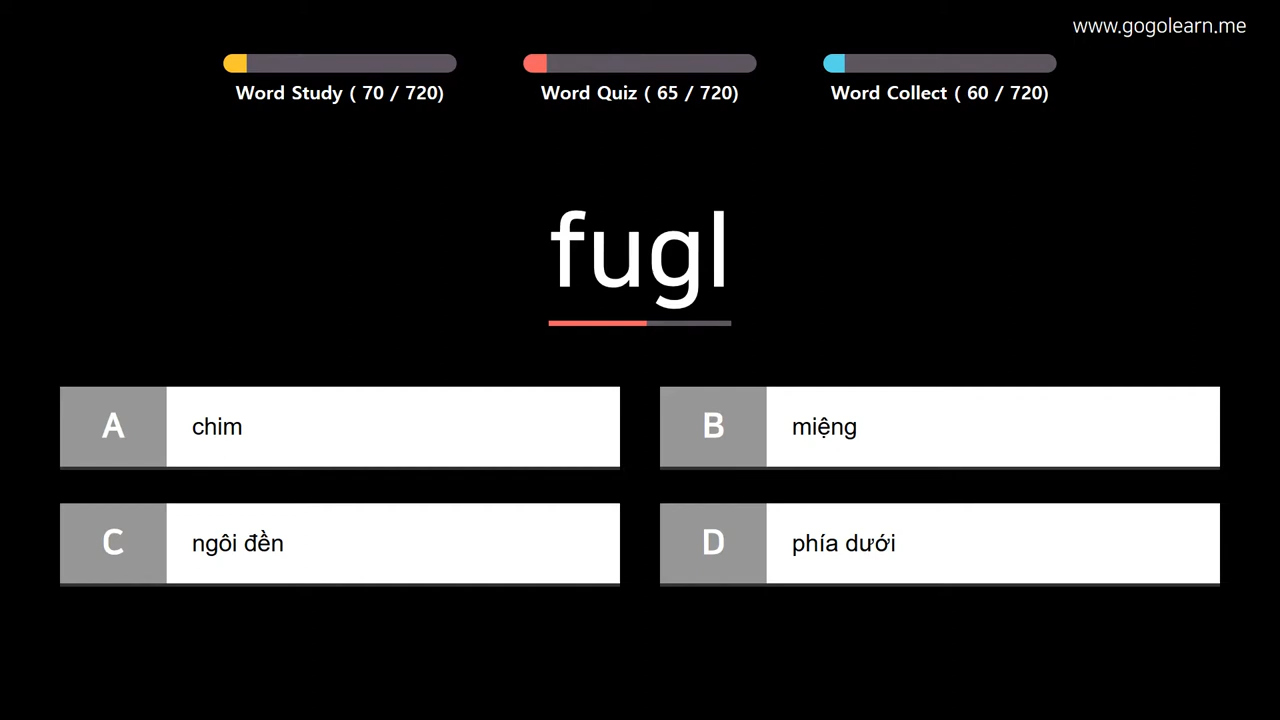 www.gogolearn.me
Word Study ( 70 / 720)
Word Quiz ( 65 / 720)
Word Collect ( 60 / 720)
fugl
A chim
B miệng
C ngôi đền
D phía dưới